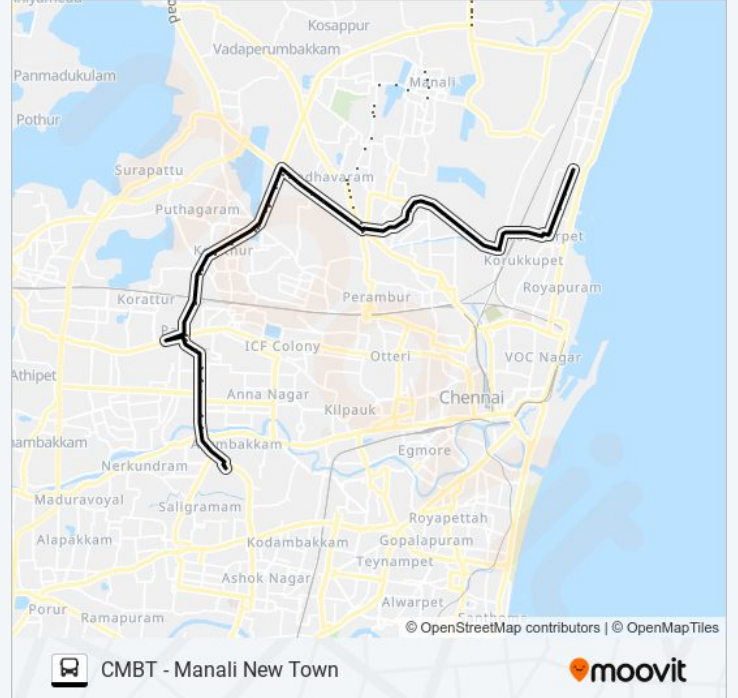 Kosappur
Vadaperumbakkam
Panmadukulam
Manali
Pothur
Surapattu
Puthagaram
Korukkupet
Royapuram
Korattur
Perambur
ICF Colony
Otteri
VOC Nagar
Athipet
Anna Nagar
Chennai
Kilpauk
Egmore
Nerkundram
Maduravoyal
Saligramam
Royapettah
Alapakkam
Kodambakkam
Gopalapuram
Teynampet
Ashok Nagar
Alwarpet
Porur
Ramapuram
© OpenStreetMap contributors | © OpenMapTiles
CMBT - Manali New Town
moovit